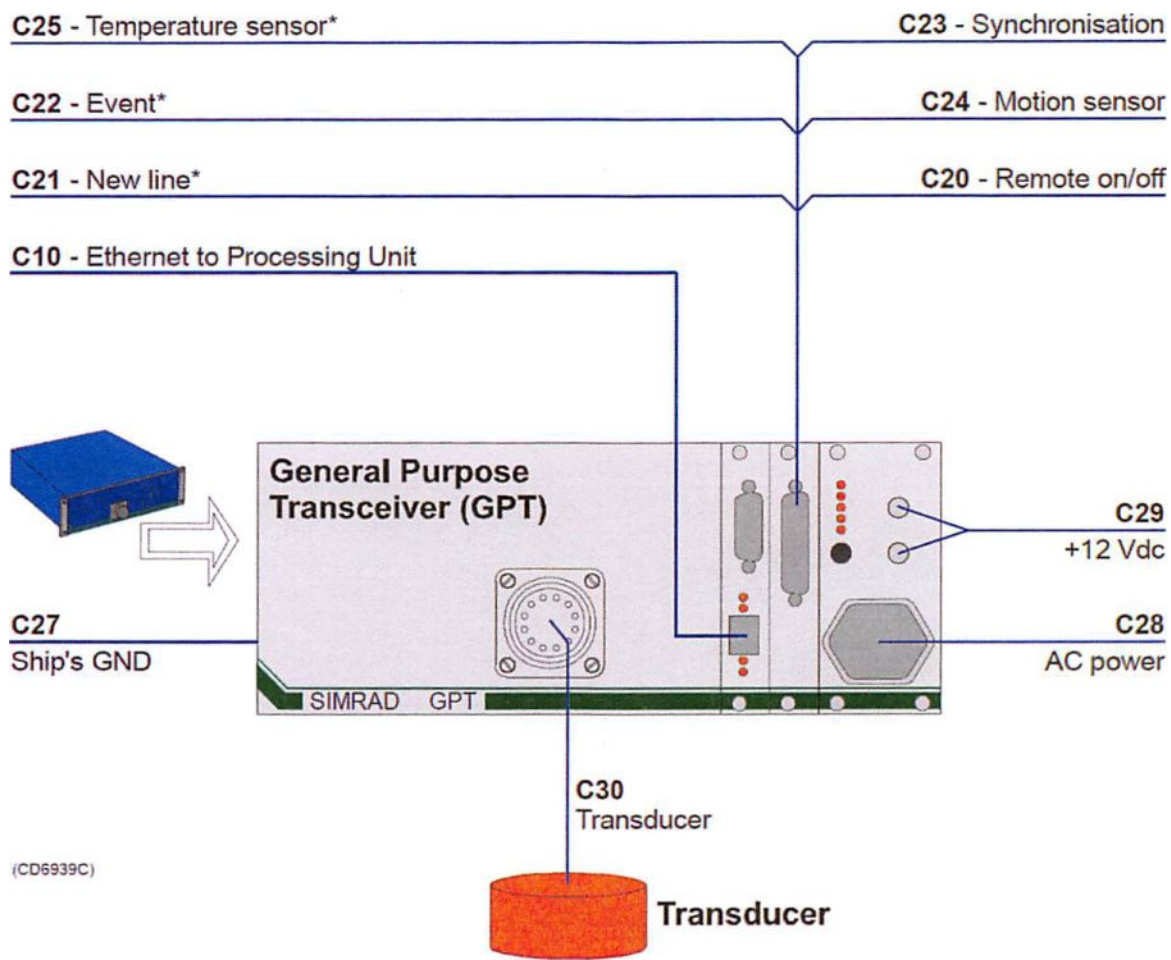 C25 - Temperature sensor*
C23 - Synchronisation
C22 - Event*
C24 - Motion sensor
C21 - New line*
C20 - Remote on/off
C10 - Ethernet to Processing Unit
General Purpose
Transceiver (GPT)
C29
+12 Vdc
C27
Ship's GND
C28
AC power
SIMRAD GPT
C30
Transducer
(CD6939C)
Transducer